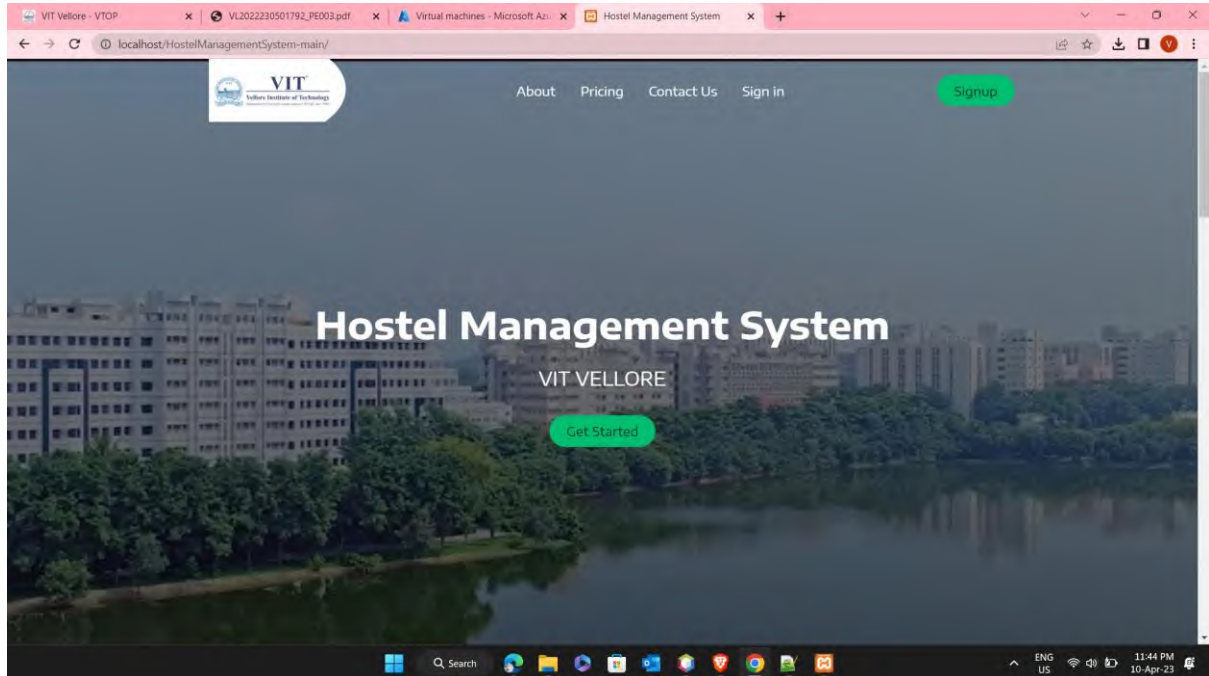 VIT Vellore - VTOP
VL2022230501792_PE003.pdf
Virtual machines - Microsoft Azu
Hostel Management System
localhost/HostelManagementSystem-main/
V
VIT
Vellore Institute of Technology
About Pricing Contact Us Sign in Signup
Hostel Management System
VIT VELLORE
Get Started
Search
ENG
US
11:44 PM
10-Apr-23